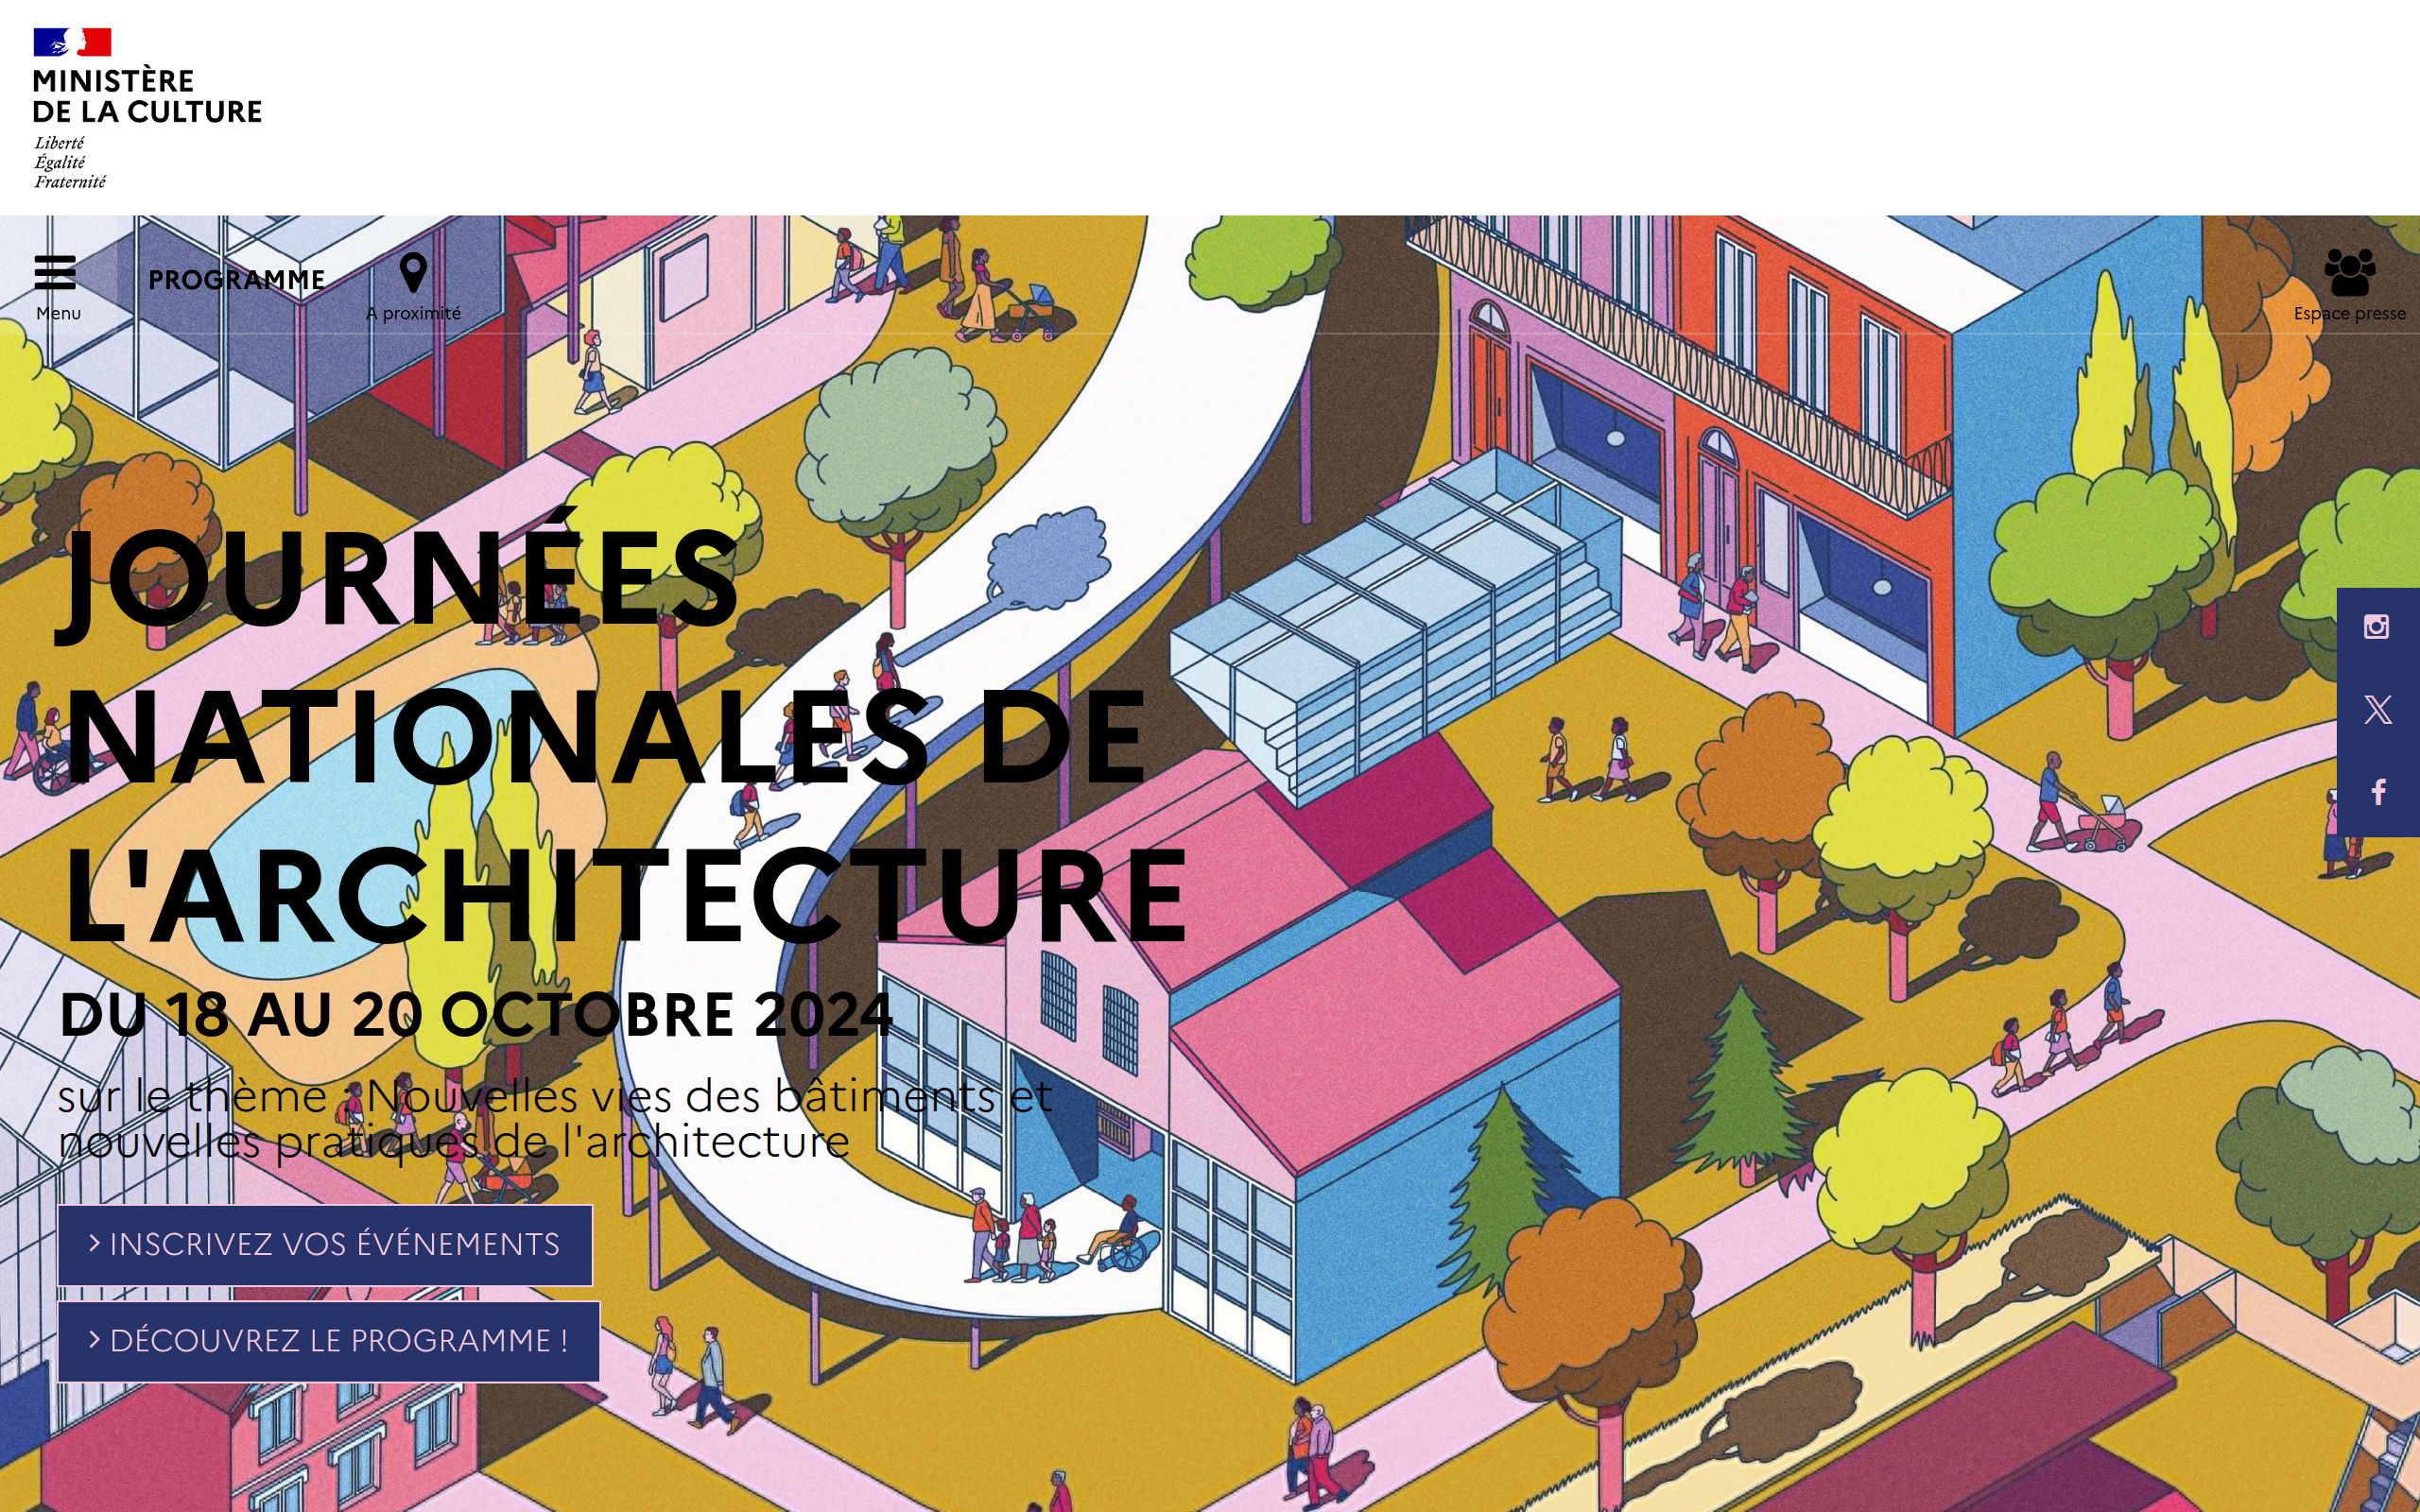 MINISTÈRE
DE LA CULTURE
Liberté
Égalité
Fraternité
Menu
PROGRAMME
A proximité
Espace presse
JOURNÉES
NATIONALES DE
L'ARCHITECTURE
DU 18 AU 20 OCTOBRE 2024
sur le thème : Nouvelles vies des bâtiments et
nouvelles pratiques de l'architecture
> INSCRIVEZ VOS ÉVÉNEMENTS
> DÉCOUVREZ LE PROGRAMME !